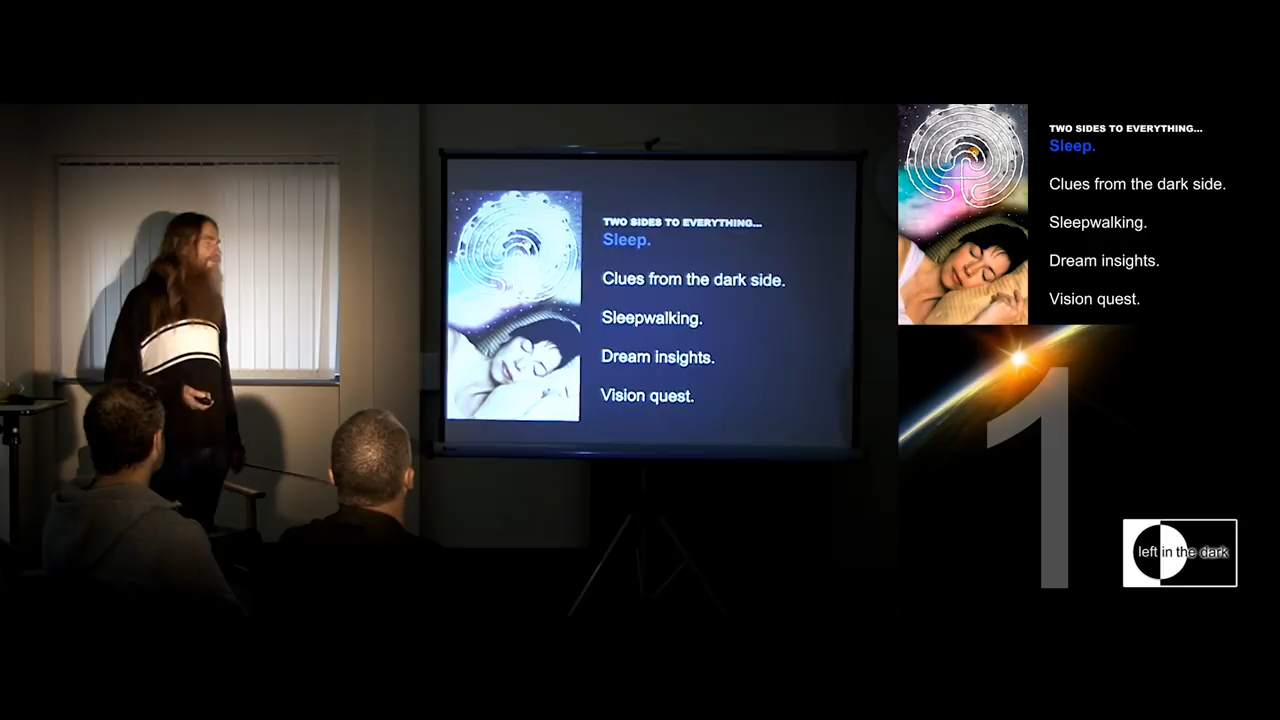 TWO SIDES TO EVERYTHING...
Sleep.
Clues from the dark side.
Sleepwalking.
Dream insights.
Vision quest.
TWO SIDES TO EVERYTHING...
Sleep.
Clues from the dark side.
Sleepwalking.
Dream insights.
Vision quest.
1
left in the dark